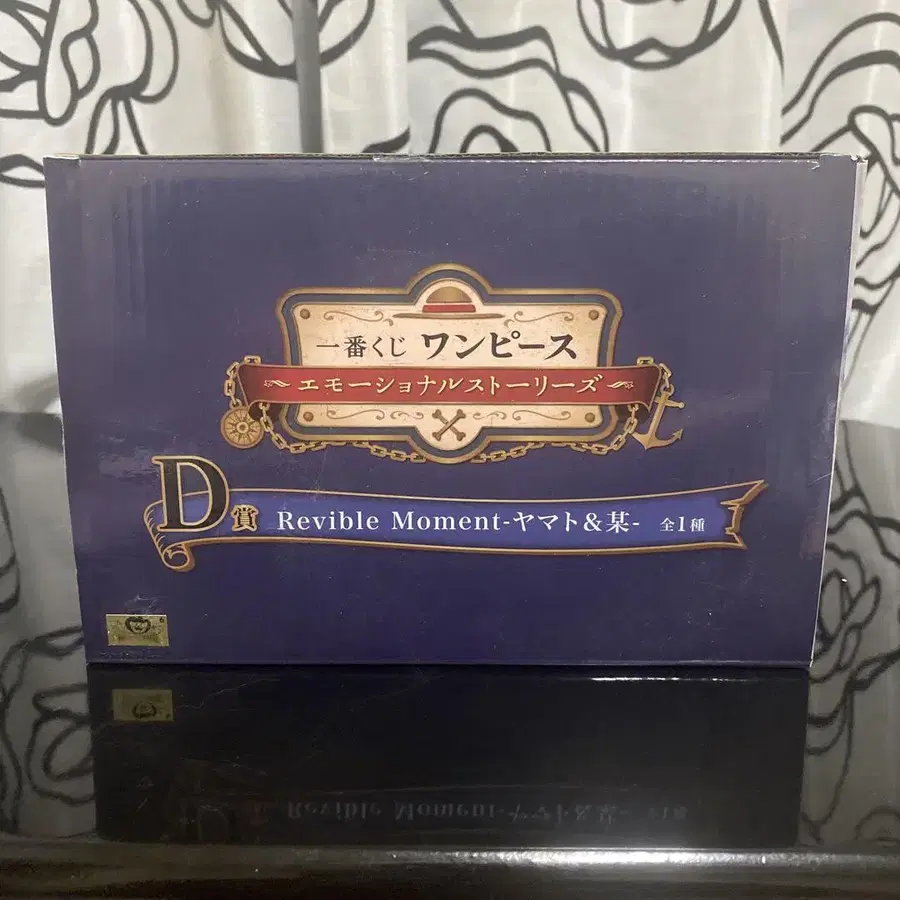 一番くじ ワンピース
エモーショナルストーリーズ
D賞 Revible Moment-ヤマト&某- 全1種